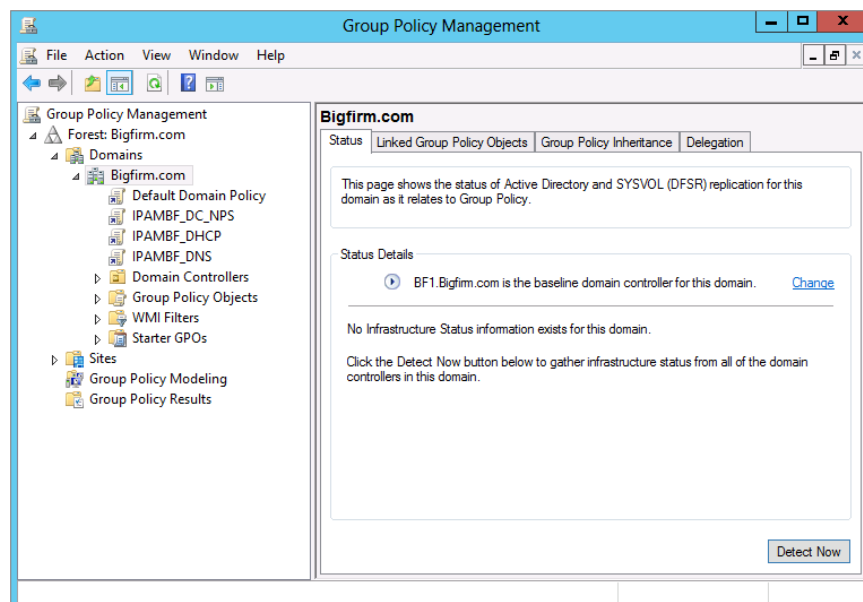 Group Policy Management
File Action View Window Help
Group Policy Management
Forest: Bigfirm.com
Domains
Bigfirm.com
Default Domain Policy
IPAMBF_DC_NPS
IPAMBF_DHCP
IPAMBF_DNS
Domain Controllers
Group Policy Objects
WMI Filters
Starter GPOs
Sites
Group Policy Modeling
Group Policy Results
Bigfirm.com
Status Linked Group Policy Objects Group Policy Inheritance Delegation
This page shows the status of Active Directory and SYSVOL (DFSR) replication for this
domain as it relates to Group Policy.
Status Details
BF1.Bigfirm.com is the baseline domain controller for this domain. Change
No Infrastructure Status information exists for this domain.
Click the Detect Now button below to gather infrastructure status from all of the domain
controllers in this domain.
Detect Now